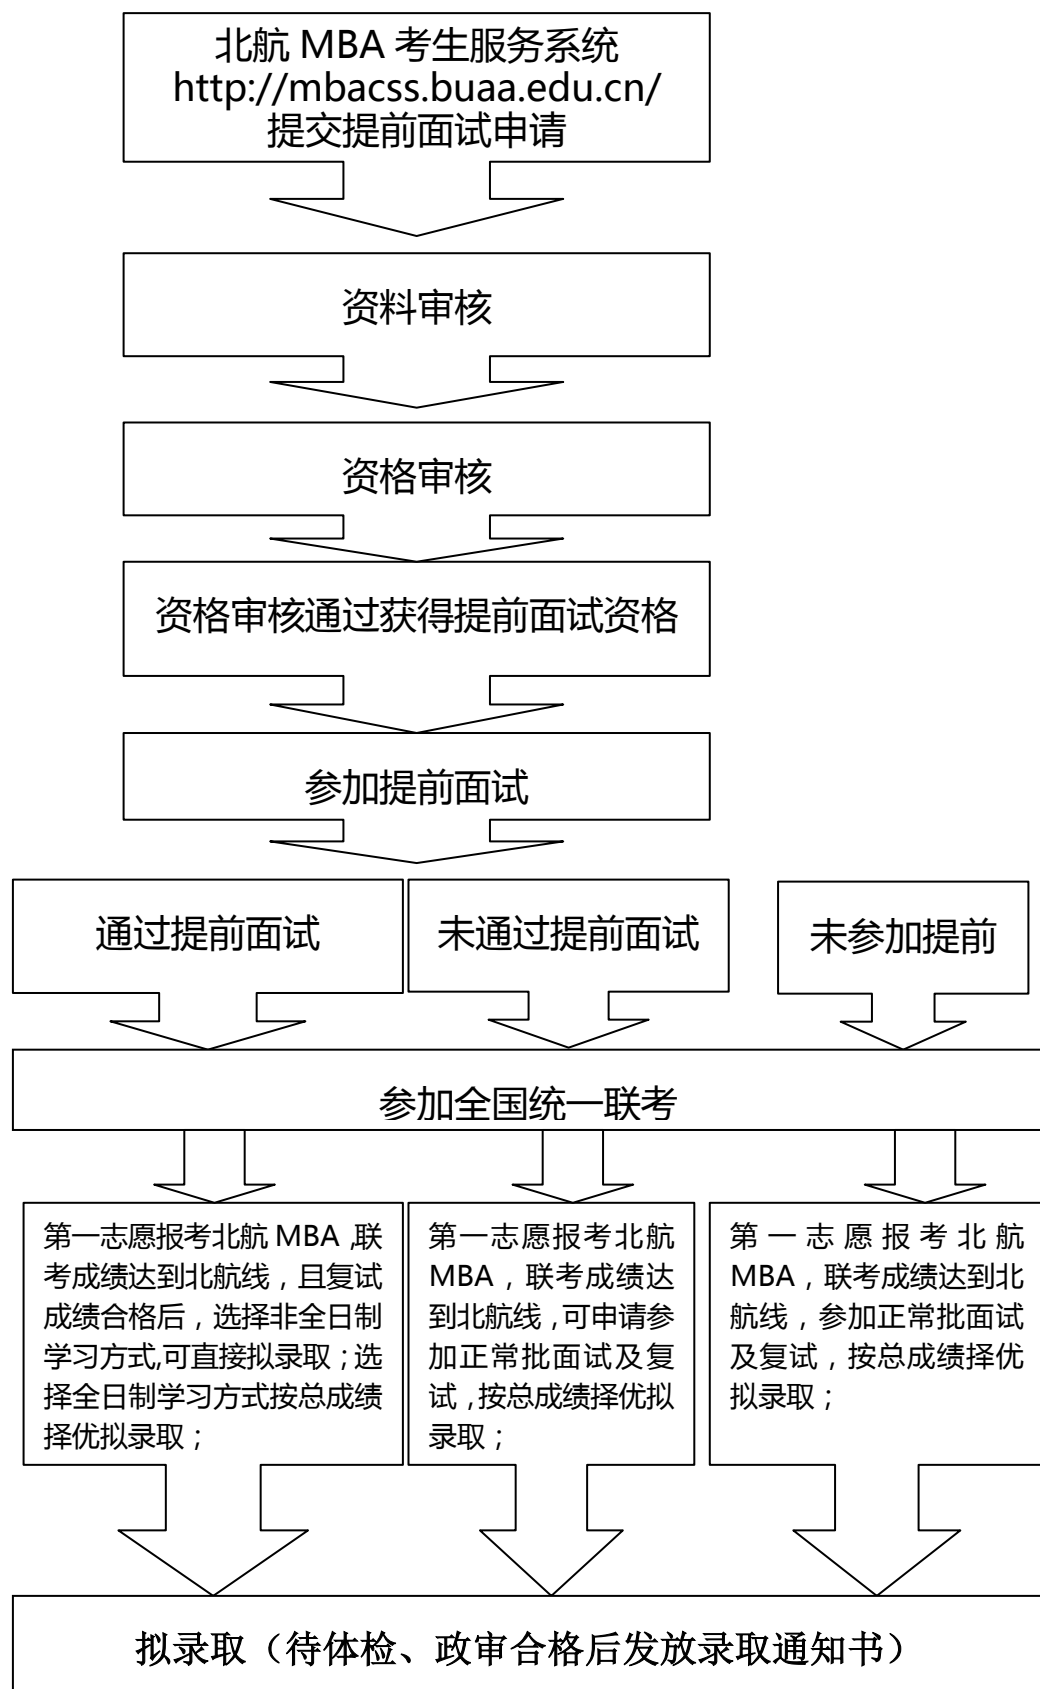 北航 MBA 考生服务系统
http://mbacss.buaa.edu.cn/
提交提前面试申请
资料审核
资格审核
资格审核通过获得提前面试资格
参加提前面试
通过提前面试
未通过提前面试
未参加提前
参加全国统一联考
第一志愿报考北航 MBA ,联
考成绩达到北航线，且复试
成绩合格后，选择非全日制
学习方式,可直接拟录取；选
择全日制学习方式按总成绩
择优拟录取；
第一志愿报考北航
MBA，联考成绩达
到北航线，可申请参
加正常批面试及复
试，按总成绩择优拟
录取；
第一志愿报考北航
MBA，联考成绩达到北
航线，参加正常批面试
及复试，按总成绩择优
拟录取；
拟录取（待体检、政审合格后发放录取通知书）